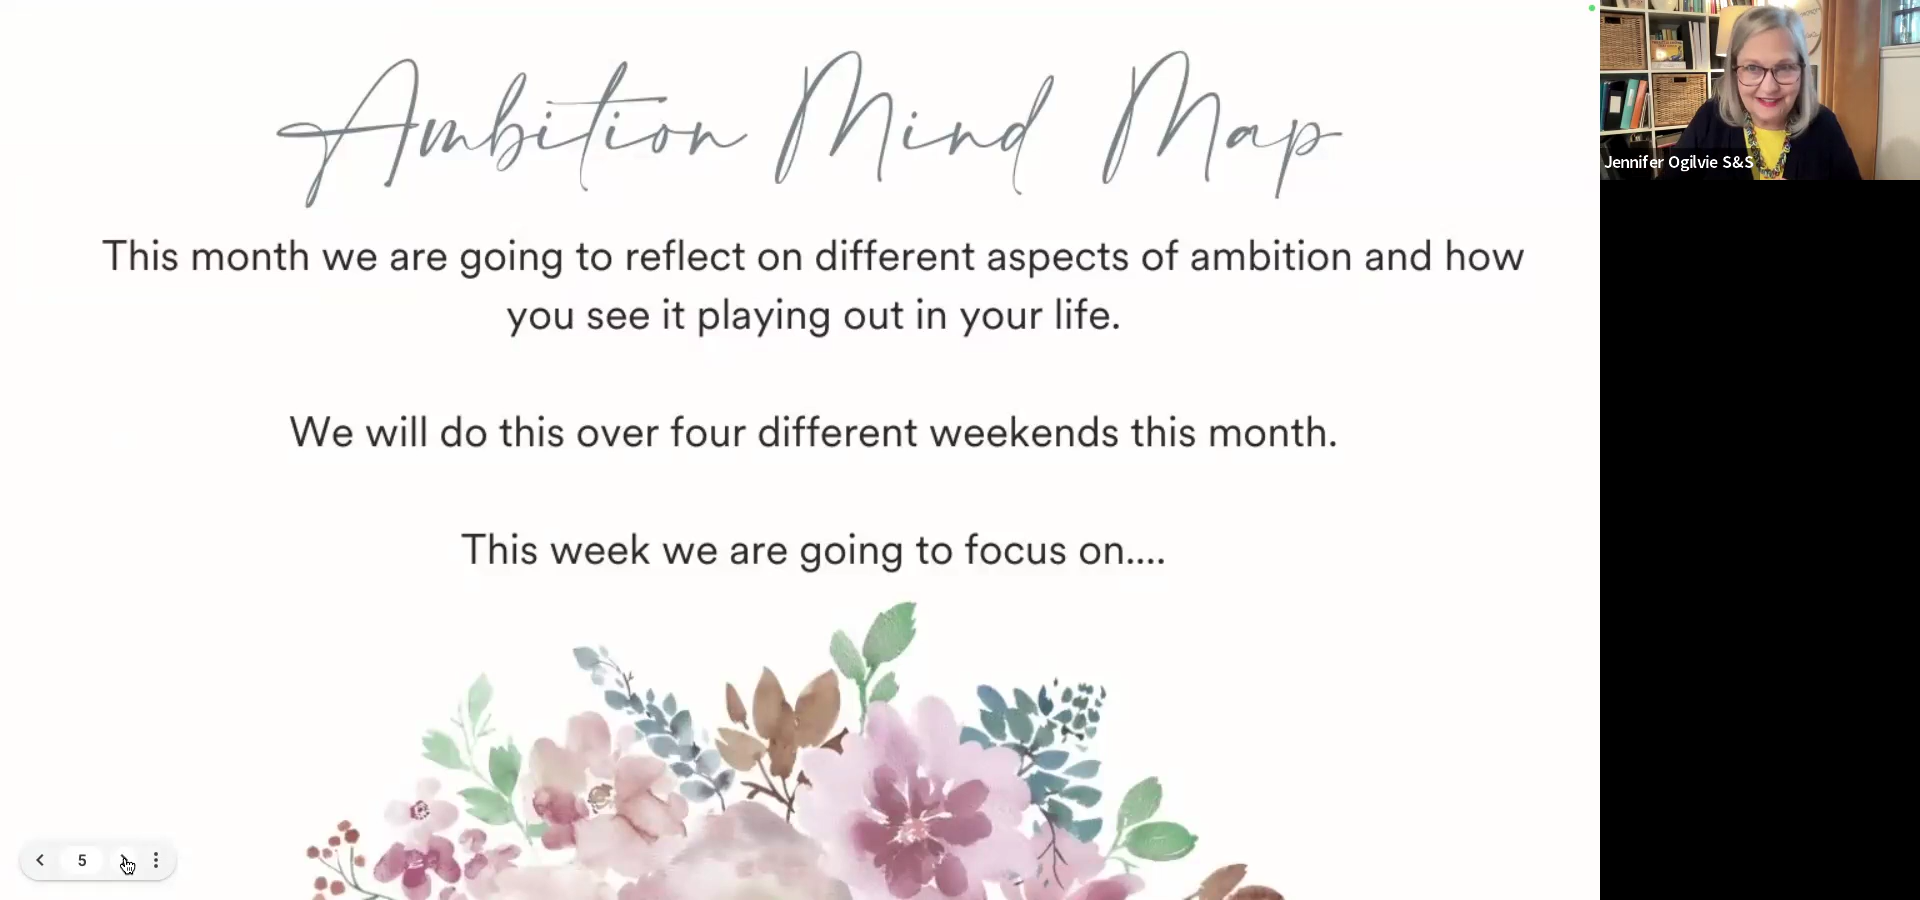 Ambition Mind Map
This month we are going to reflect on different aspects of ambition and how
you see it playing out in your life.
We will do this over four different weekends this month.
This week we are going to focus on....
Jennifer Ogilvie S&S
5